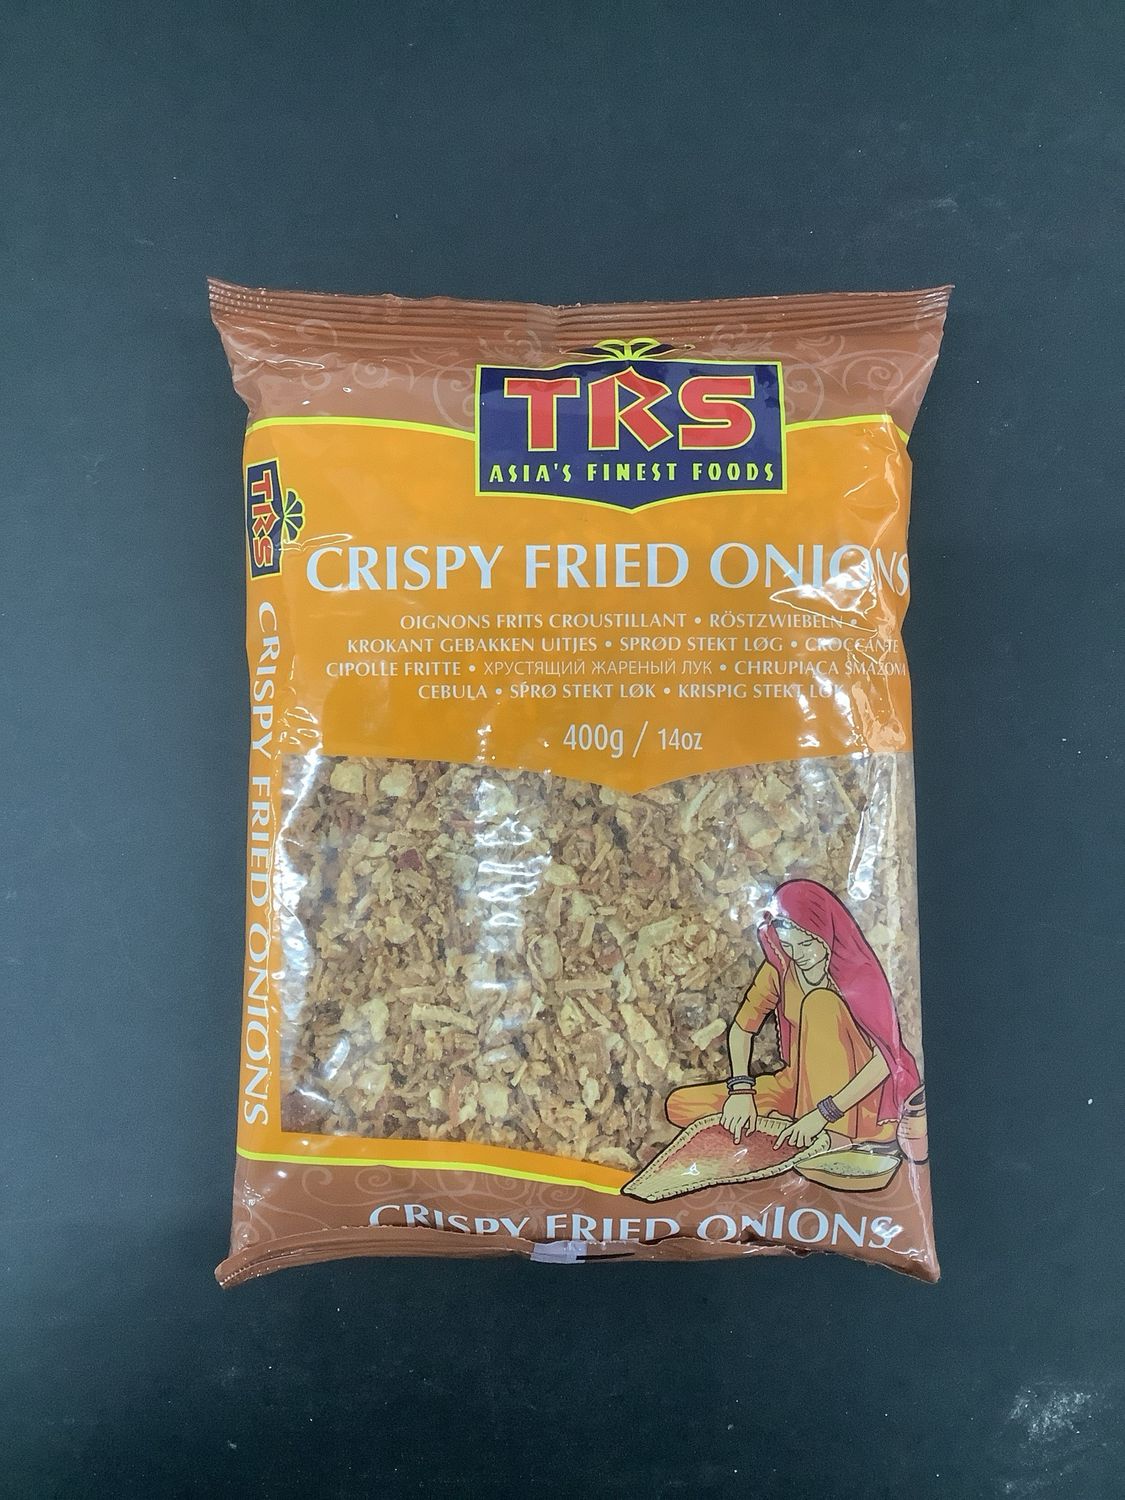 TRS
ASIA'S FINEST FOODS
TRS
CRISPY FRIED ONIONS
OIGNONS FRITS CROUSTILLANT • RÖSTZWIEBELN •
KROKANT GEBAKKEN UITJES • SPRØD STEKT LØG • CROCCANTE
CIPOLLE FRITTE • ХРУСТЯЩИЙ ЖАРЕНЫЙ ЛУК • CHRUPIĄCA
CEBULA • SPRØ STEKT LØK • KRISPIG STEKT LÖK
400g / 14oz
CRISPY FRIED ONIONS
CRISPY FRIED ONIONS